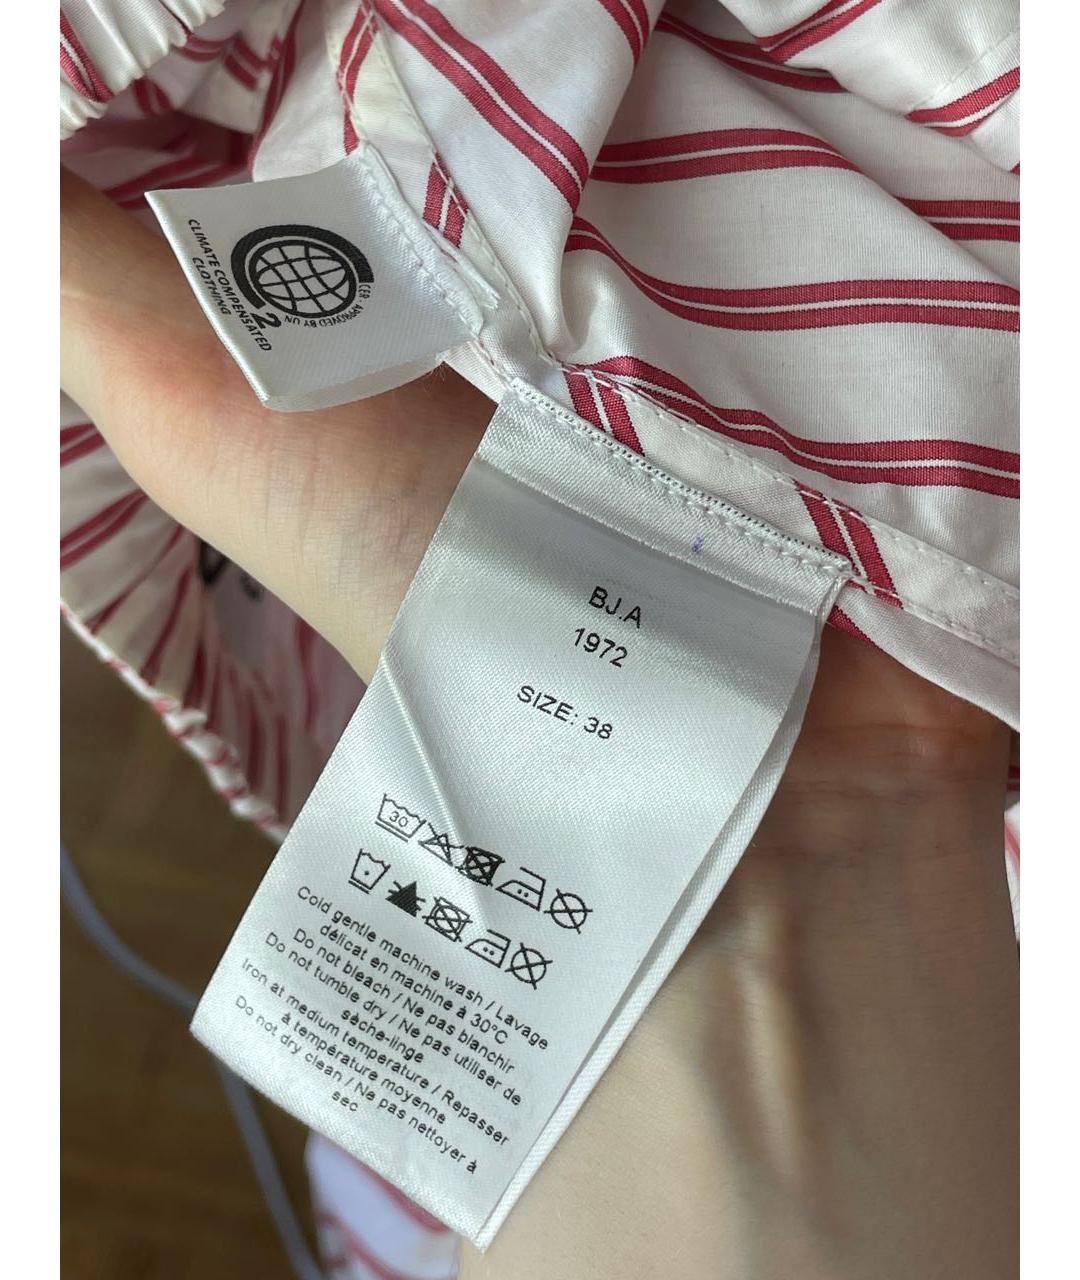 CLIMATE COMPENSATED
CLOTHING
2
CER · APPROVED BY UN
BJ.A
1972
SIZE: 38
30
Cold gentle machine wash / Lavage
délicat en machine à 30°C
Do not bleach / Ne pas blanchir
Do not tumble dry / Ne pas utiliser de
sèche-linge
Iron at medium temperature / Repasser
à température moyenne
Do not dry clean / Ne pas nettoyer à
sec